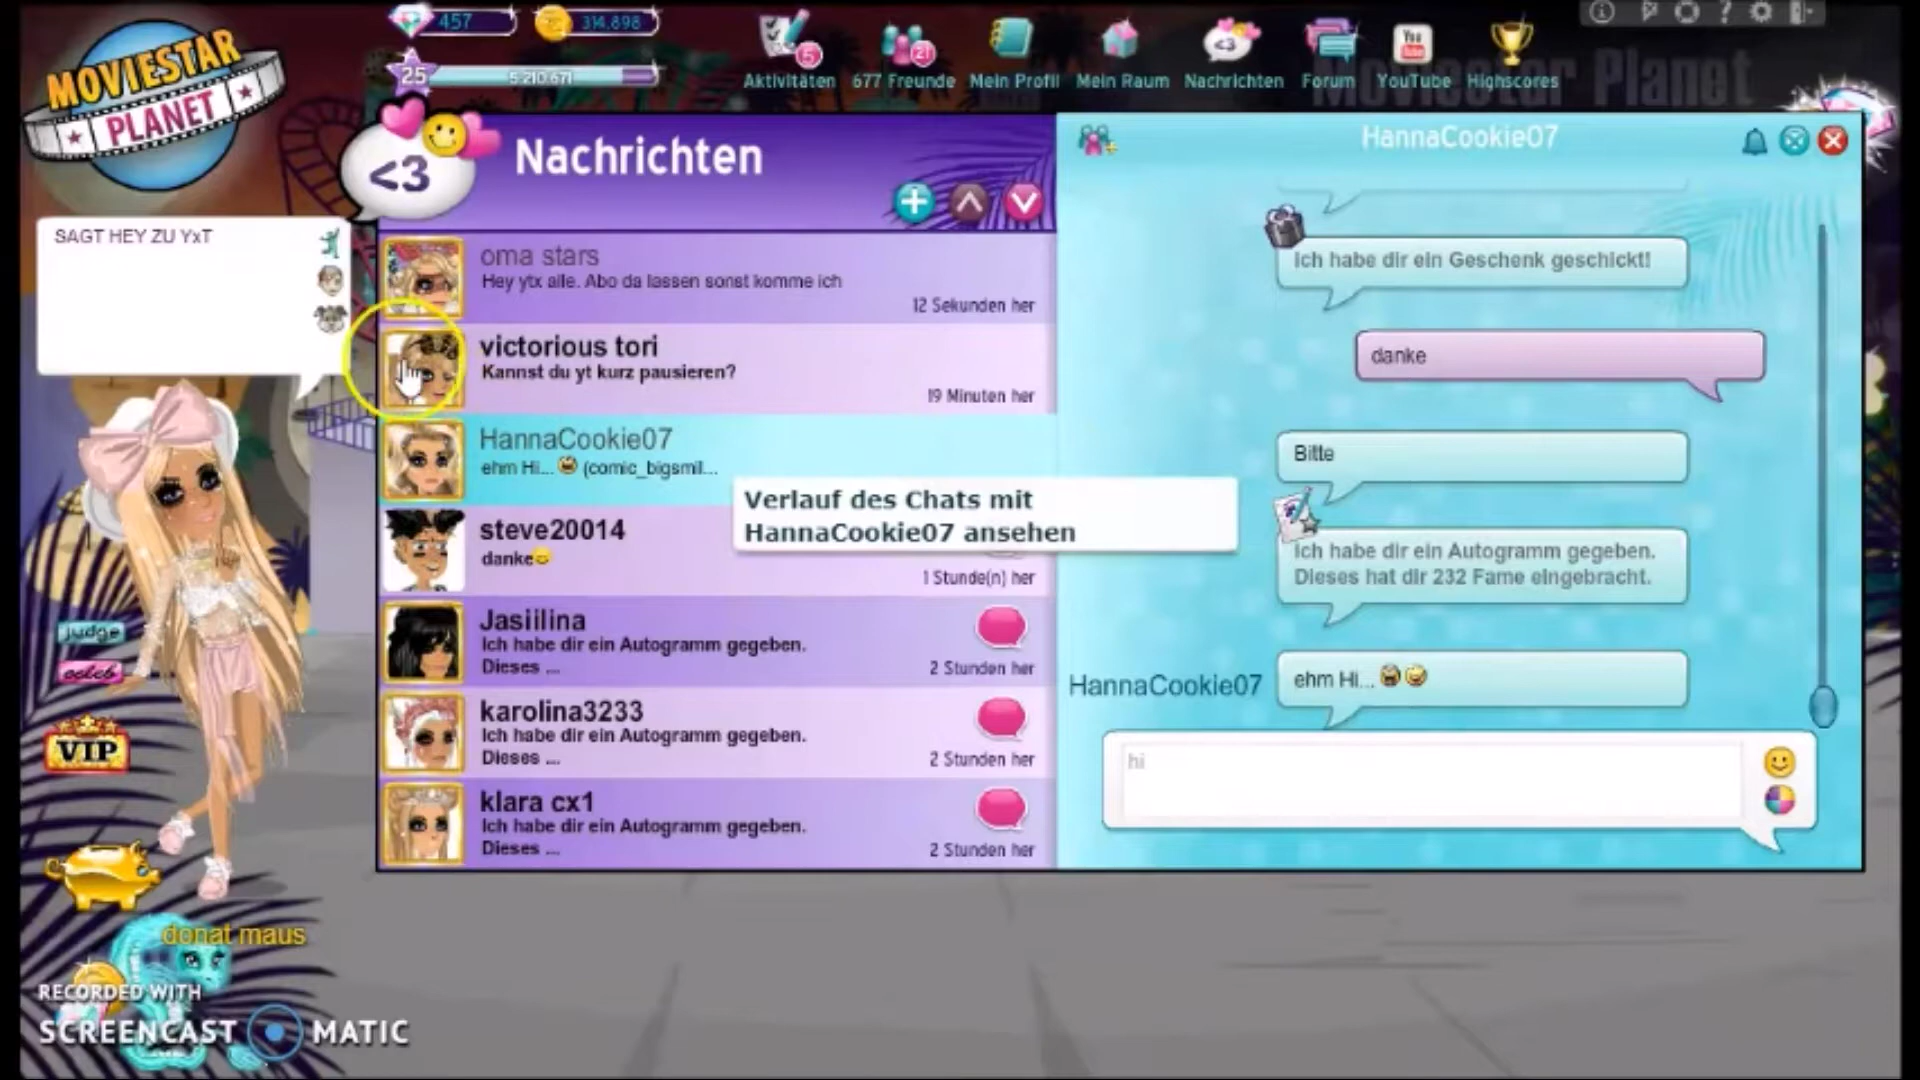 MOVIESTAR
PLANET
457
314.898
25
5.210.671
5
21
<3
Aktivitäten
677 Freunde
Mein Profil
Mein Raum
Nachrichten
Forum
You
YouTube
Highscores
MovieStar Planet
SAGT HEY ZU YxT
<3
Nachrichten
oma stars
Hey ytx alle. Abo da lassen sonst komme ich
12 Sekunden her
victorious tori
Kannst du yt kurz pausieren?
19 Minuten her
HannaCookie07
ehm Hi... (comic_bigsmil...
Verlauf des Chats mit
HannaCookie07 ansehen
steve20014
danke
1 Stunde(n) her
Jasiilina
Ich habe dir ein Autogramm gegeben.
Dieses ...
2 Stunden her
karolina3233
Ich habe dir ein Autogramm gegeben.
Dieses ...
2 Stunden her
klara cx1
Ich habe dir ein Autogramm gegeben.
Dieses ...
2 Stunden her
HannaCookie07
Ich habe dir ein Geschenk geschickt!
danke
Bitte
Ich habe dir ein Autogramm gegeben.
Dieses hat dir 232 Fame eingebracht.
HannaCookie07
ehm Hi...
hi
judge
celeb
VIP
donat maus
RECORDED WITH
SCREENCAST MATIC